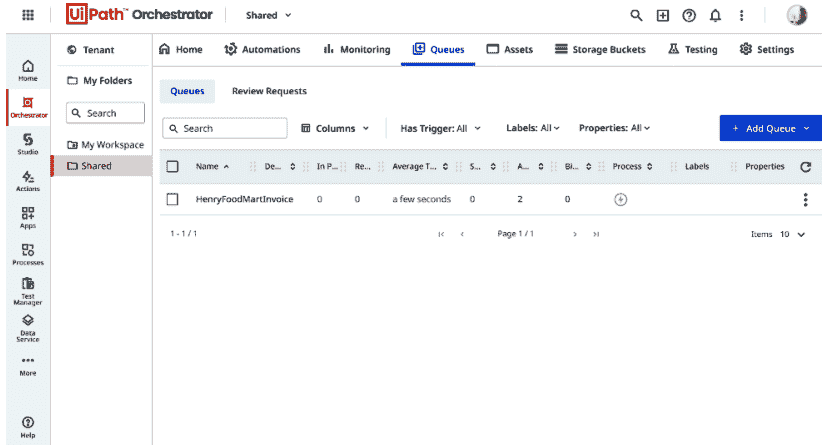 UiPath™ Orchestrator Shared
Tenant
Home Automations Monitoring Queues Assets Storage Buckets Testing Settings
My Folders
Search
My Workspace
Shared
Home
Orchestrator
Studio
Actions
Apps
Processes
Test
Manager
Data
Service
More
Help
Queues Review Requests
Search Columns Has Trigger: All Labels: All Properties: All + Add Queue
Name De... In P... Re... Average T... S... A... Bi... Process Labels Properties
HenryFoodMartInvoice 0 0 a few seconds 0 2 0
1 - 1 / 1 Page 1 / 1 Items 10